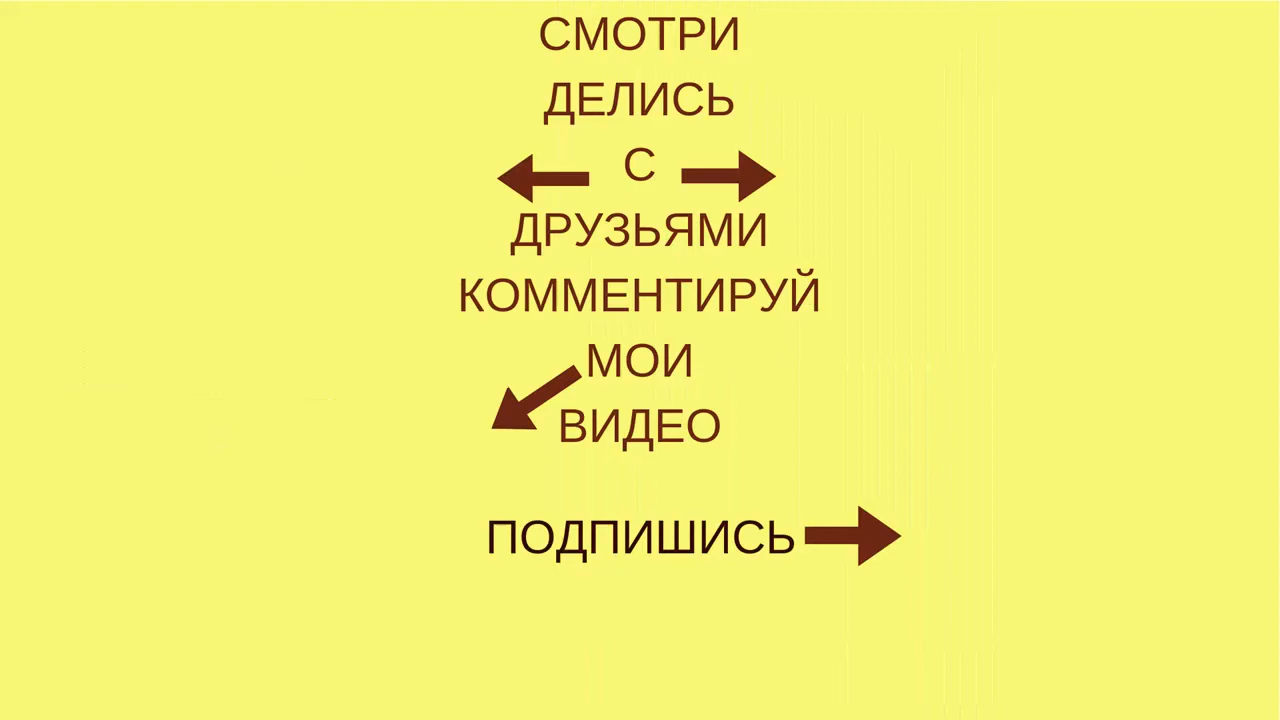 СМОТРИ
ДЕЛИСЬ
С
ДРУЗЬЯМИ
КОММЕНТИРУЙ
МОИ
ВИДЕО
ПОДПИШИСЬ